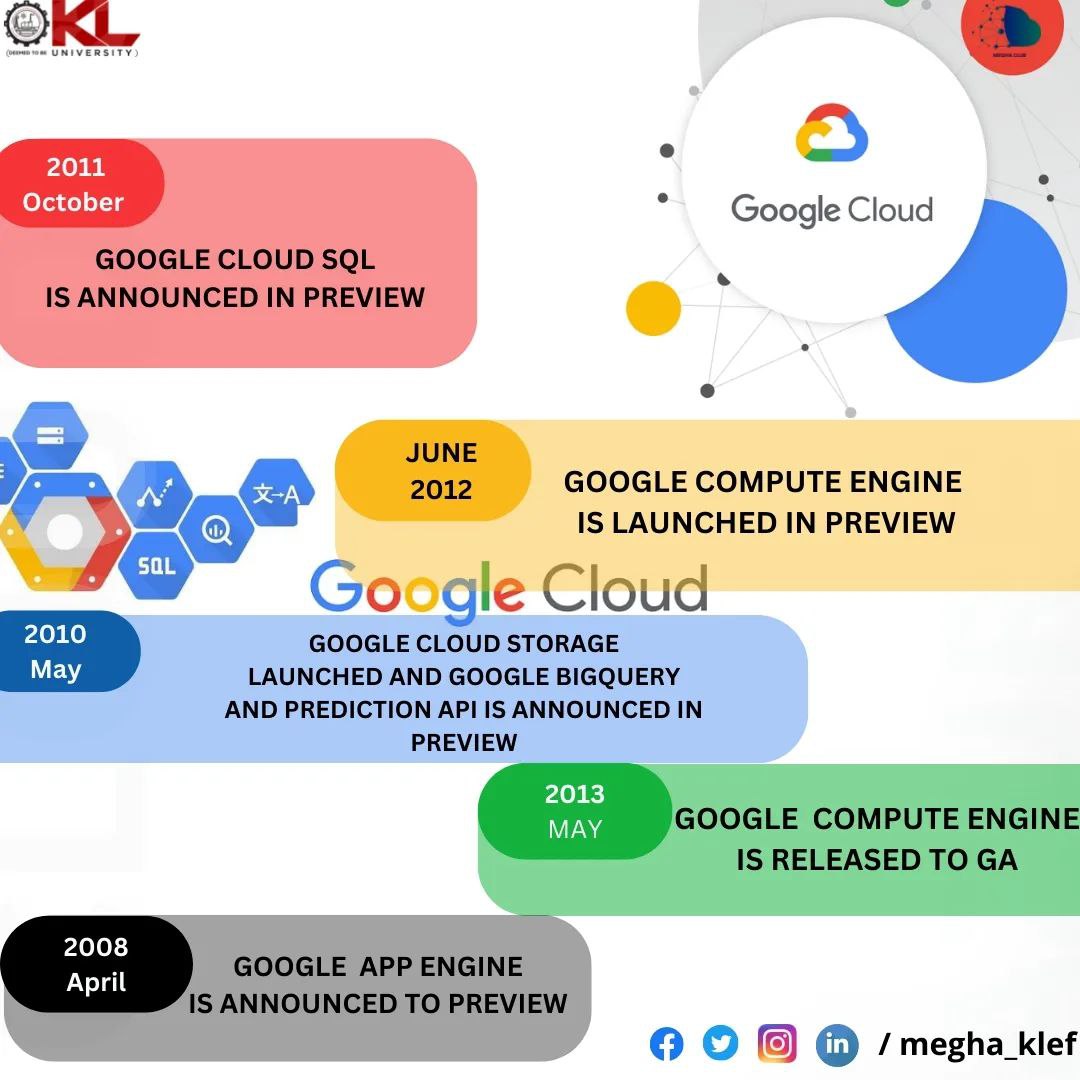 KL
(DEEMED TO BE UNIVERSITY)
MEGHA CLUB
Google Cloud
2011
October
GOOGLE CLOUD SQL
IS ANNOUNCED IN PREVIEW
JUNE
2012
GOOGLE COMPUTE ENGINE
IS LAUNCHED IN PREVIEW
文→A
SQL
Google Cloud
2010
May
GOOGLE CLOUD STORAGE
LAUNCHED AND GOOGLE BIGQUERY
AND PREDICTION API IS ANNOUNCED IN
PREVIEW
2013
MAY
GOOGLE COMPUTE ENGINE
IS RELEASED TO GA
2008
April
GOOGLE APP ENGINE
IS ANNOUNCED TO PREVIEW
in
/ megha_klef